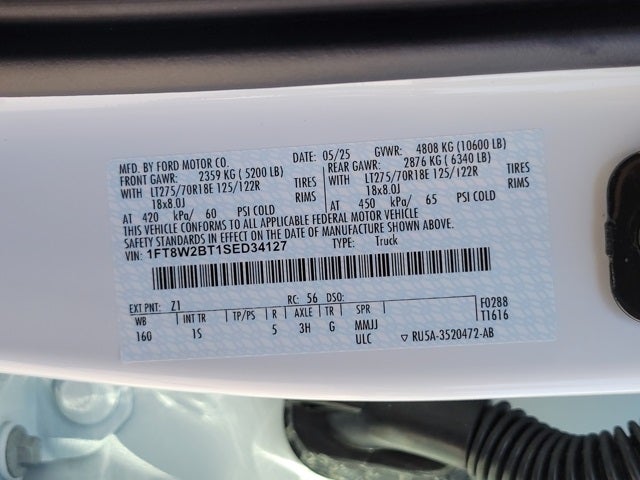 MFD. BY FORD MOTOR CO. DATE: 05/25 GVWR: 4808 KG (10600 LB)
FRONT GAWR: 2359 KG ( 5200 LB) REAR GAWR: 2876 KG ( 6340 LB)
WITH LT275/70R18E 125/122R TIRES WITH LT275/70R18E 125/122R TIRES
18x8.0J RIMS 18x8.0J RIMS
AT 420 kPa/ 60 PSI COLD AT 450 kPa/ 65 PSI COLD
THIS VEHICLE CONFORMS TO ALL APPLICABLE FEDERAL MOTOR VEHICLE
SAFETY STANDARDS IN EFFECT ON THE DATE OF MANUFACTURE SHOWN ABOVE.
VIN: 1FT8W2BT1SED34127 TYPE: Truck
EXT PNT: Z1 RC: 56 DSO: F0288
WB INT TR TP/PS R AXLE TR SPR T1616
160 1S 5 3H G MMJJ
ULC ▽ RU5A-3520472-AB